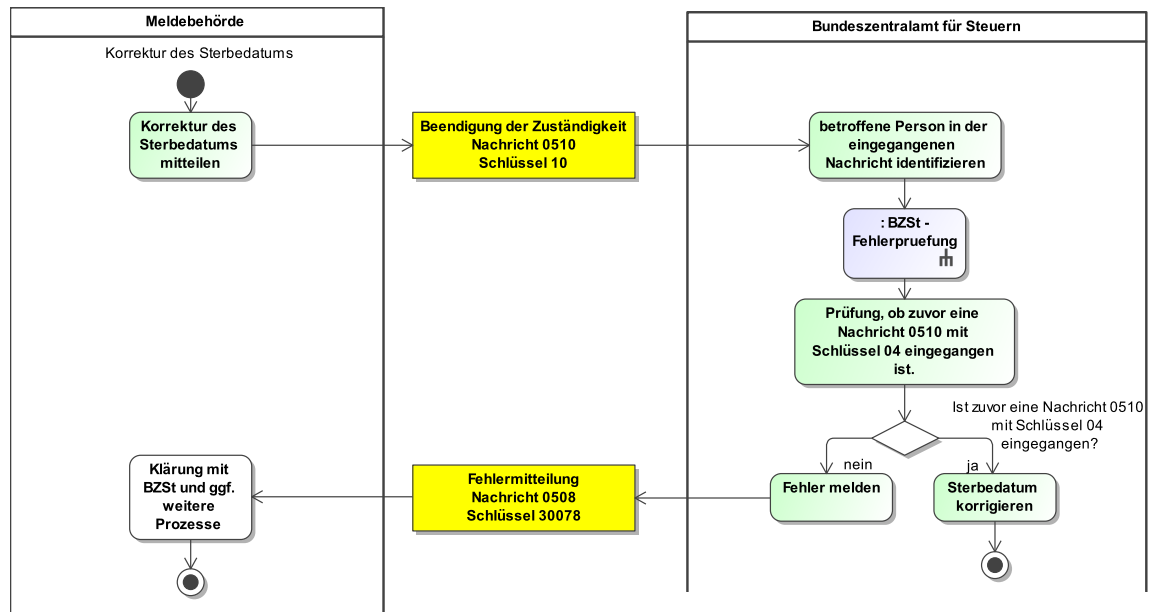 Meldebehörde
Bundeszentralamt für Steuern
Korrektur des Sterbedatums
Korrektur des
Sterbedatums
mitteilen
Beendigung der Zuständigkeit
Nachricht 0510
Schlüssel 10
betroffene Person in der
eingegangenen
Nachricht identifizieren
: BZSt -
Fehlerpruefung
Prüfung, ob zuvor eine
Nachricht 0510 mit
Schlüssel 04 eingegangen
ist.
Ist zuvor eine Nachricht 0510
mit Schlüssel 04
eingegangen?
nein
ja
Fehler melden
Sterbedatum
korrigieren
Fehlermitteilung
Nachricht 0508
Schlüssel 30078
Klärung mit
BZSt und ggf.
weitere
Prozesse